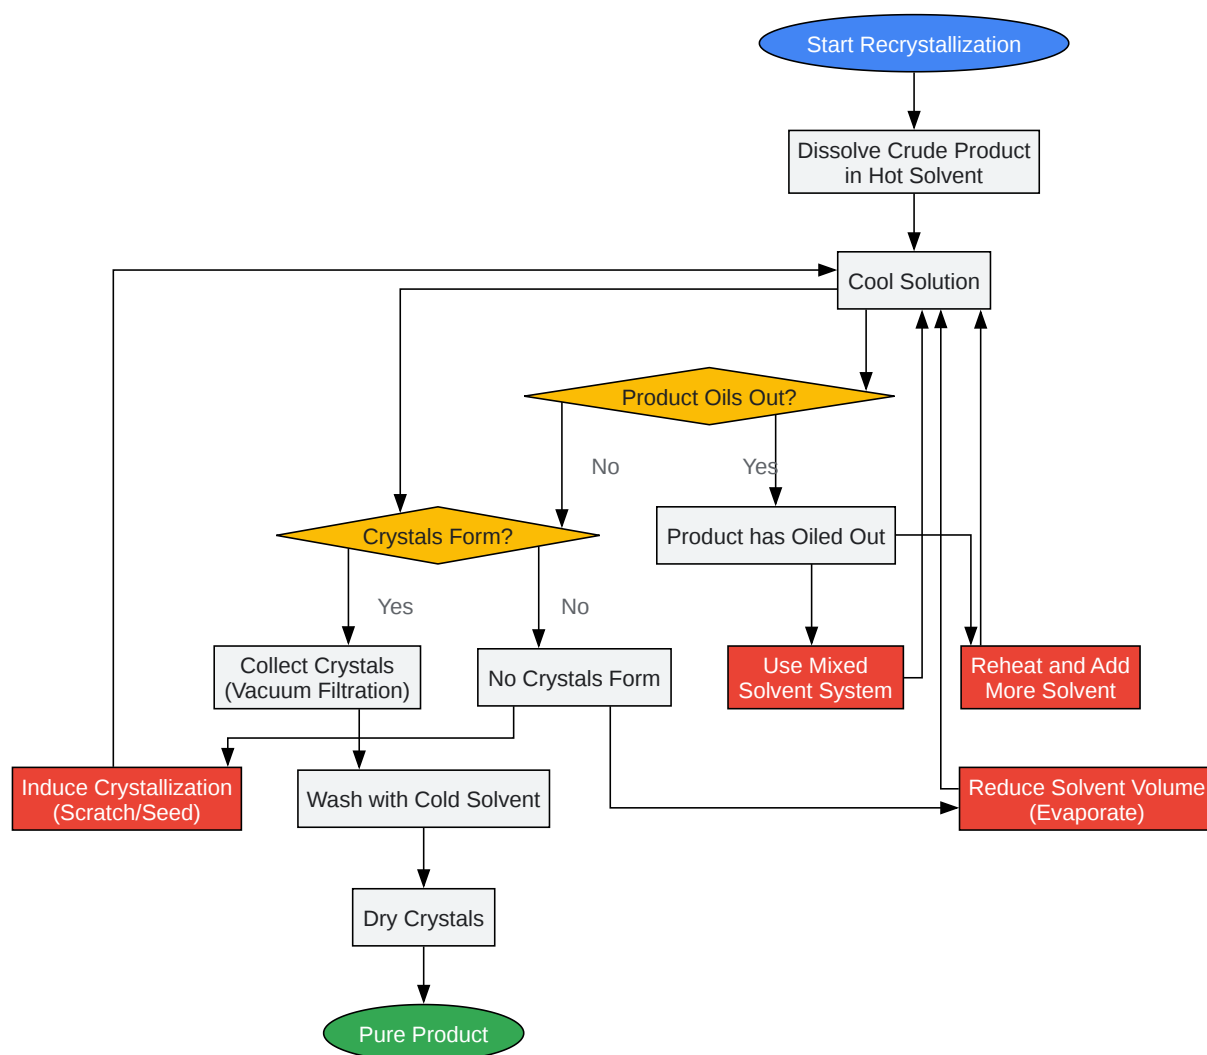 Start Recrystallization
Dissolve Crude Product
in Hot Solvent
Cool Solution
Product Oils Out?
No
Yes
Crystals Form?
Product has Oiled Out
Yes
No
Collect Crystals
(Vacuum Filtration)
No Crystals Form
Use Mixed
Solvent System
Reheat and Add
More Solvent
Induce Crystallization
(Scratch/Seed)
Wash with Cold Solvent
Reduce Solvent Volume
(Evaporate)
Dry Crystals
Pure Product